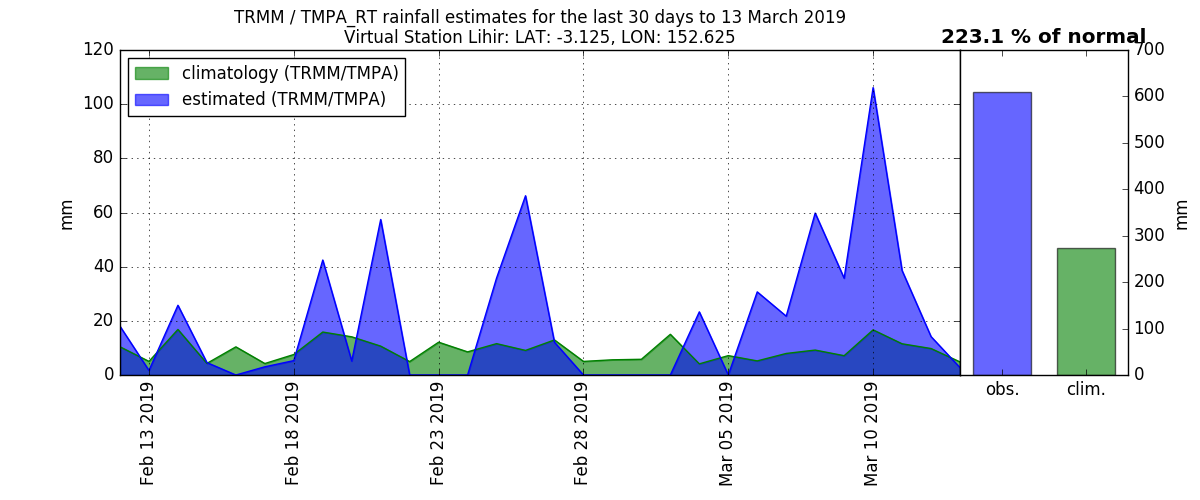 TRMM / TMPA_RT rainfall estimates for the last 30 days to 13 March 2019
Virtual Station Lihir: LAT: -3.125, LON: 152.625
223.1 % of normal
climatology (TRMM/TMPA)
estimated (TRMM/TMPA)
120
100
80
60
40
20
0
mm
Feb 13 2019
Feb 18 2019
Feb 23 2019
Feb 28 2019
Mar 05 2019
Mar 10 2019
700
600
500
400
300
200
100
0
mm
obs.
clim.